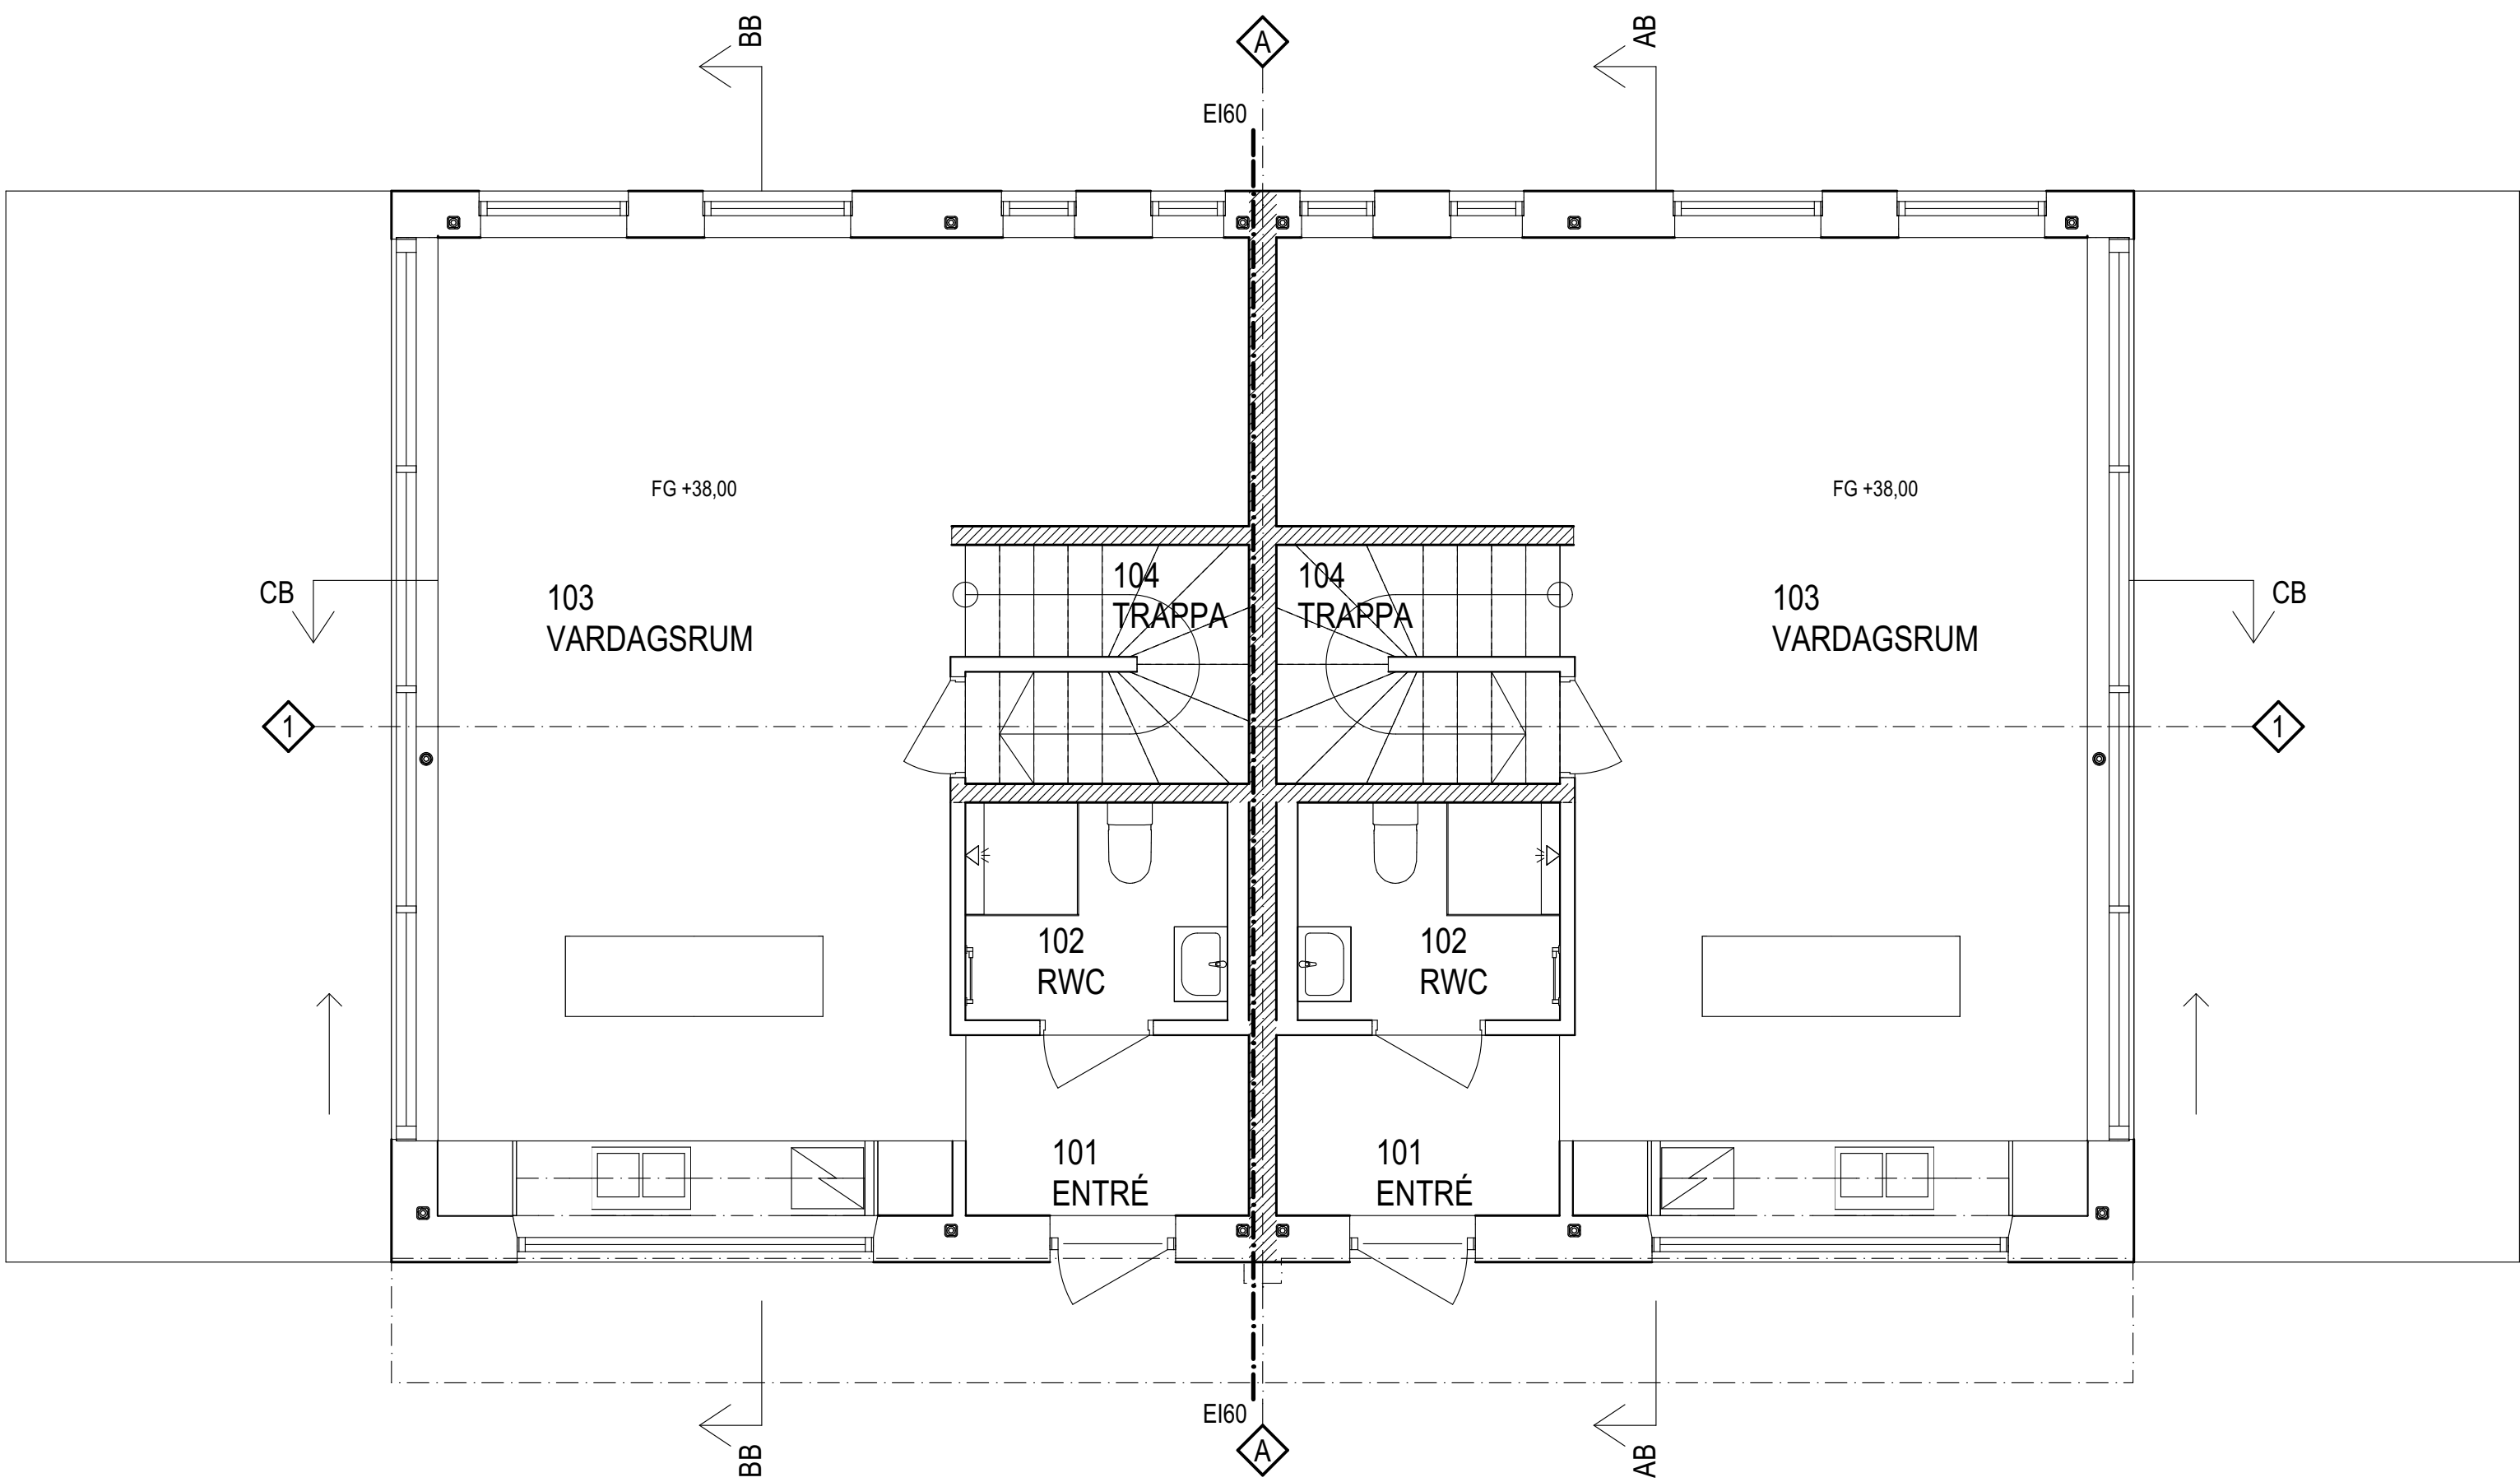 BB
A
AB
EI60
FG +38,00
FG +38,00
104
TRAPPA
104
TRAPPA
CB
103
VARDAGSRUM
103
VARDAGSRUM
CB
1
1
102
RWC
102
RWC
101
ENTRÉ
101
ENTRÉ
EI60
BB
A
AB